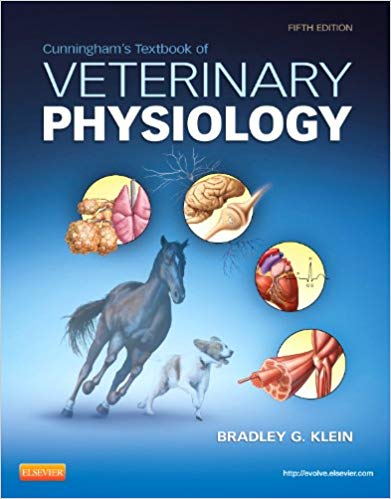 FIFTH EDITION
Cunningham's Textbook of
VETERINARY
PHYSIOLOGY
BRADLEY G. KLEIN
ELSEVIER
http://evolve.elsevier.com